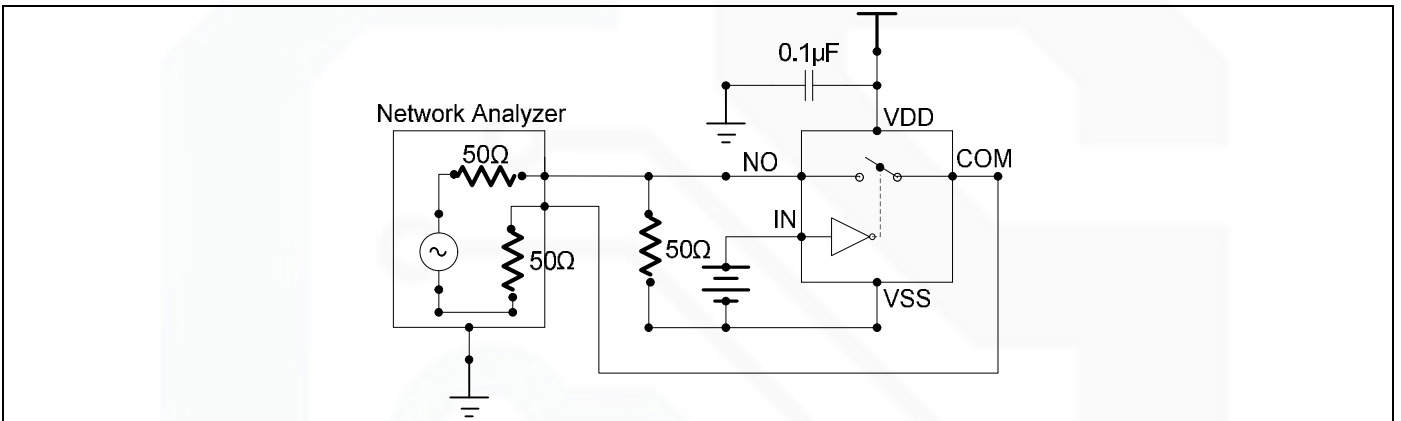 0.1µF
VDD
Network Analyzer
50Ω
NO
COM
IN
50Ω
50Ω
VSS